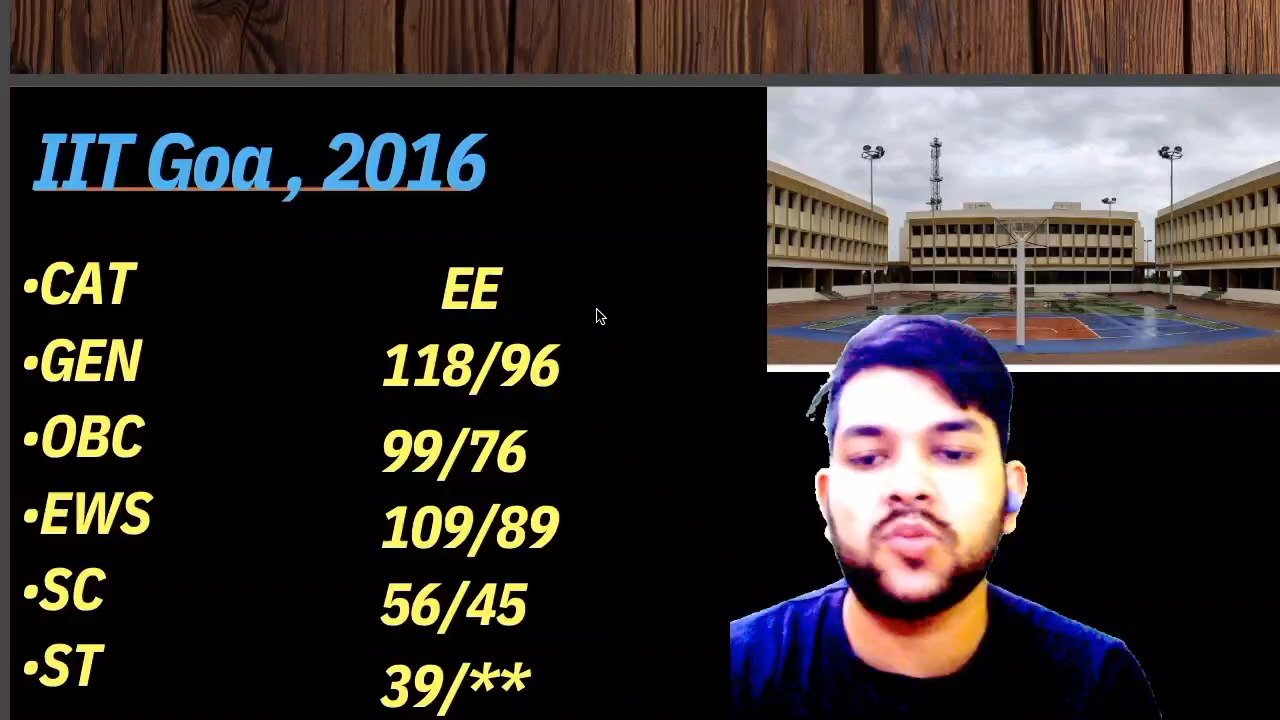 IIT Goa , 2016
•CAT EE
•GEN 118/96
•OBC 99/76
•EWS 109/89
•SC 56/45
•ST 39/**